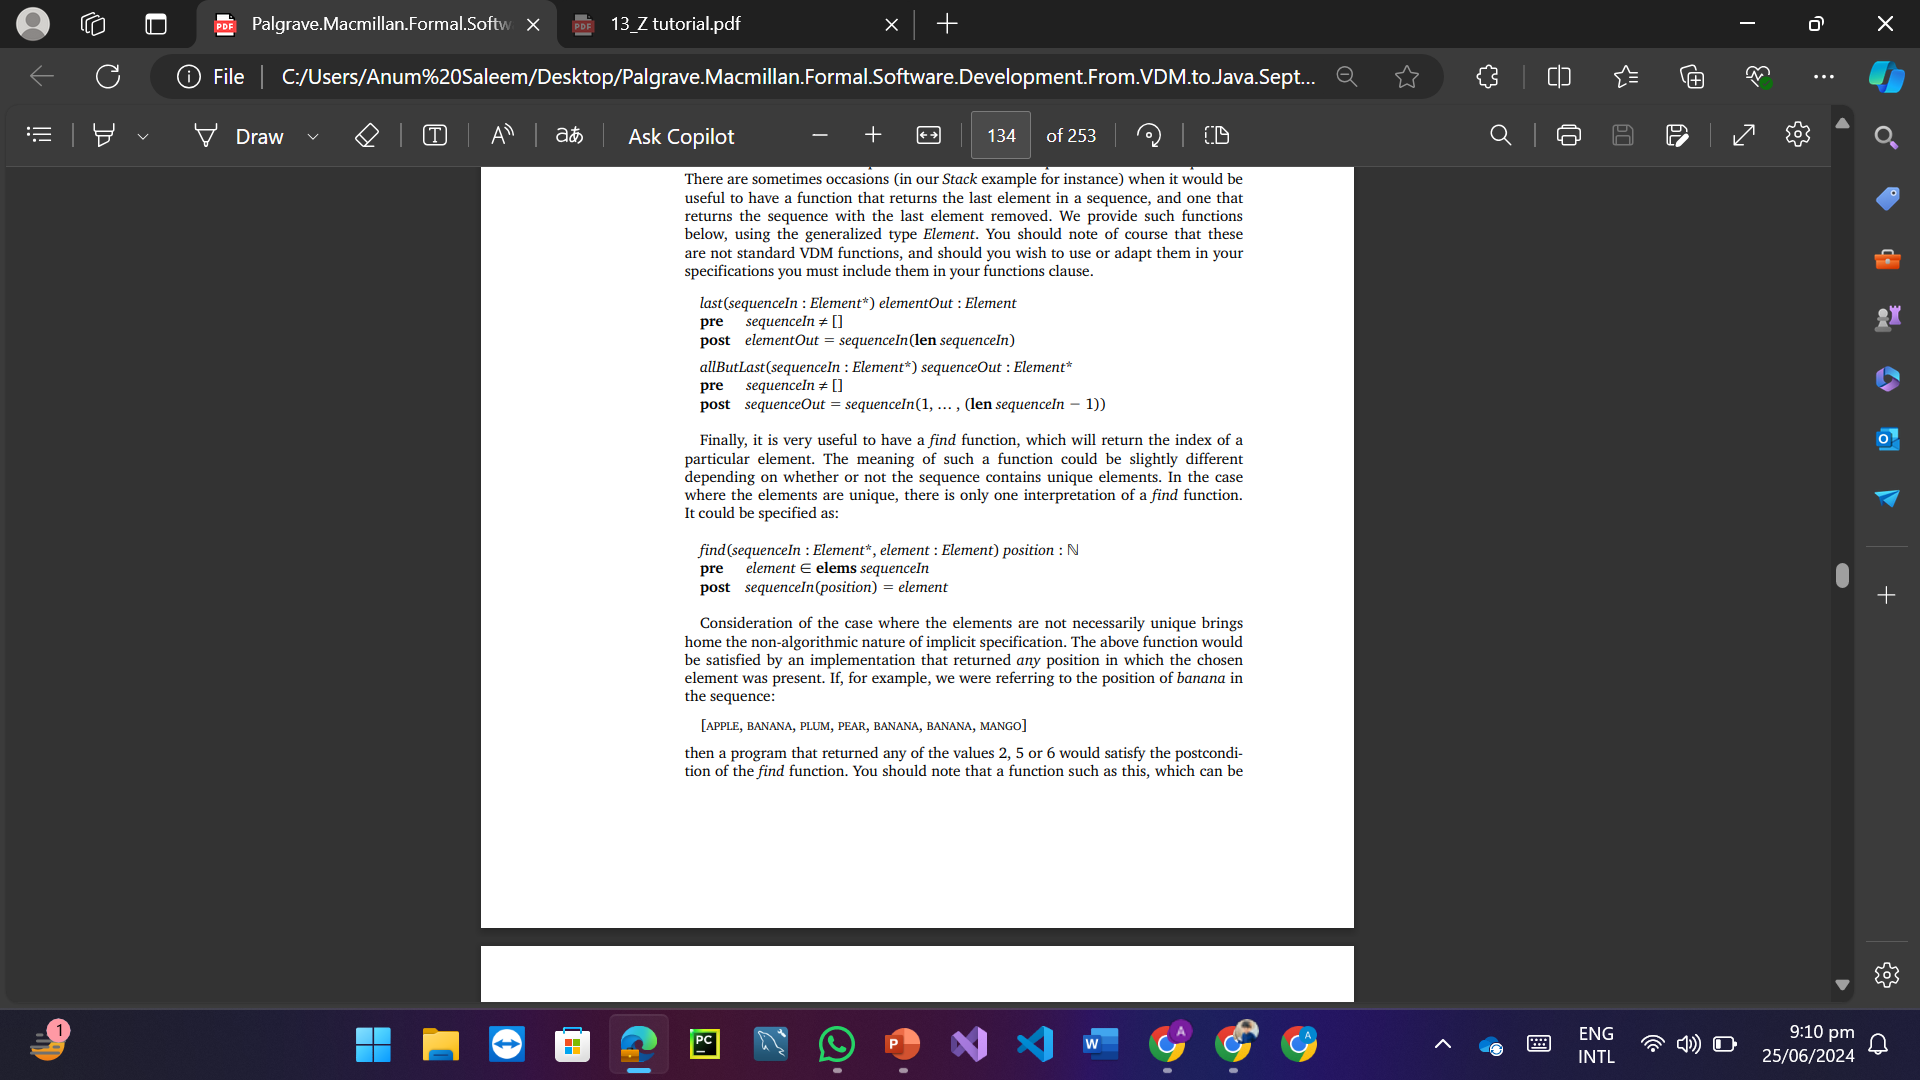 Palgrave.Macmillan.Formal.Softw
13_Z tutorial.pdf
File
C:/Users/Anum%20Saleem/Desktop/Palgrave.Macmillan.Formal.Software.Development.From.VDM.to.Java.Sept...
Draw
aあ
Ask Copilot
134
of 253
There are sometimes occasions (in our Stack example for instance) when it would be
useful to have a function that returns the last element in a sequence, and one that
returns the sequence with the last element removed. We provide such functions
below, using the generalized type Element. You should note of course that these
are not standard VDM functions, and should you wish to use or adapt them in your
specifications you must include them in your functions clause.
last(sequenceIn : Element*) elementOut : Element
pre sequenceIn ≠ []
post elementOut = sequenceIn(len sequenceIn)
allButLast(sequenceIn : Element*) sequenceOut : Element*
pre sequenceIn ≠ []
post sequenceOut = sequenceIn(1, … , (len sequenceIn − 1))
Finally, it is very useful to have a find function, which will return the index of a
particular element. The meaning of such a function could be slightly different
depending on whether or not the sequence contains unique elements. In the case
where the elements are unique, there is only one interpretation of a find function.
It could be specified as:
find(sequenceIn : Element*, element : Element) position : ℕ
pre element ∈ elems sequenceIn
post sequenceIn(position) = element
Consideration of the case where the elements are not necessarily unique brings
home the non-algorithmic nature of implicit specification. The above function would
be satisfied by an implementation that returned any position in which the chosen
element was present. If, for example, we were referring to the position of banana in
the sequence:
[APPLE, BANANA, PLUM, PEAR, BANANA, BANANA, MANGO]
then a program that returned any of the values 2, 5 or 6 would satisfy the postcondi-
tion of the find function. You should note that a function such as this, which can be
1
ENG
INTL
9:10 pm
25/06/2024